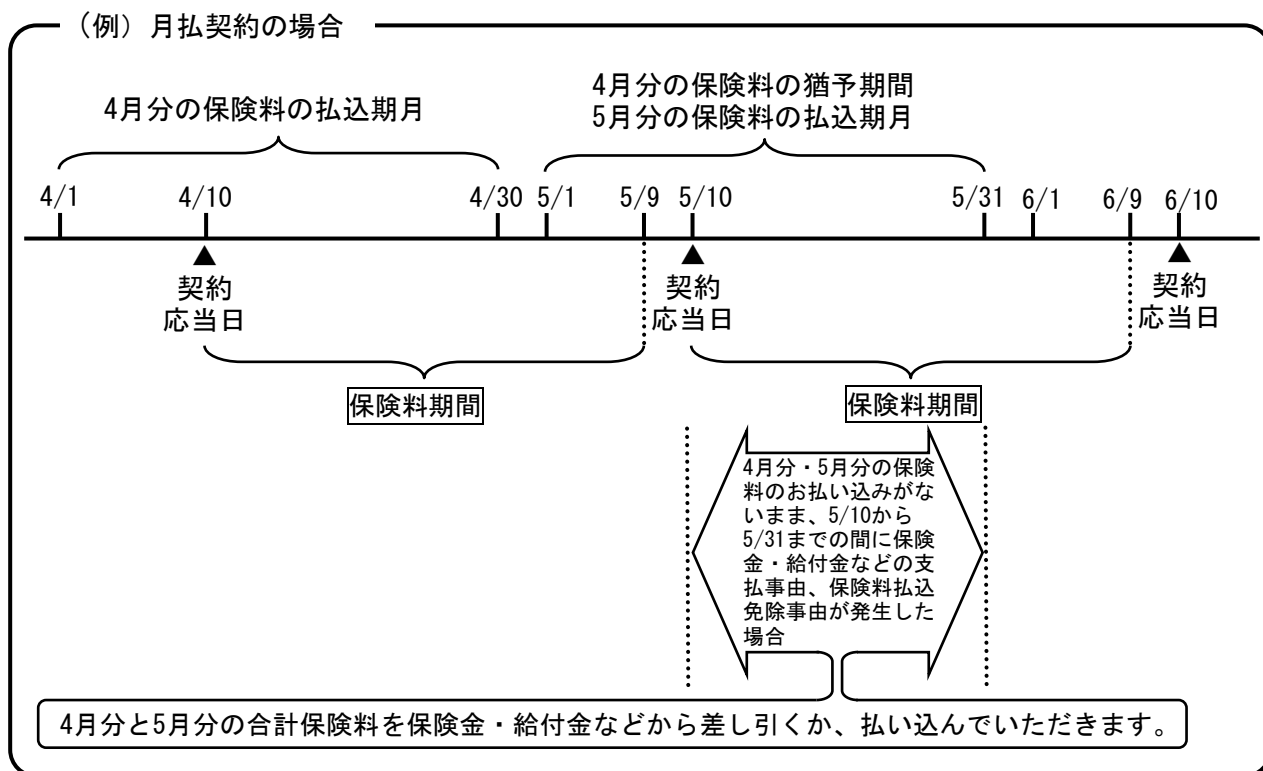 （例）月払契約の場合
4月分の保険料の払込期月
4月分の保険料の猶予期間
5月分の保険料の払込期月
4/1
4/10
4/30
5/1
5/9
5/10
5/31
6/1
6/9
6/10
契約
応当日
契約
応当日
契約
応当日
保険料期間
保険料期間
4月分・5月分の保険
料のお払い込みがな
いまま、5/10から
5/31までの間に保険
金・給付金などの支
払事由、保険料払込
免除事由が発生した
場合
4月分と5月分の合計保険料を保険金・給付金などから差し引くか、払い込んでいただきます。